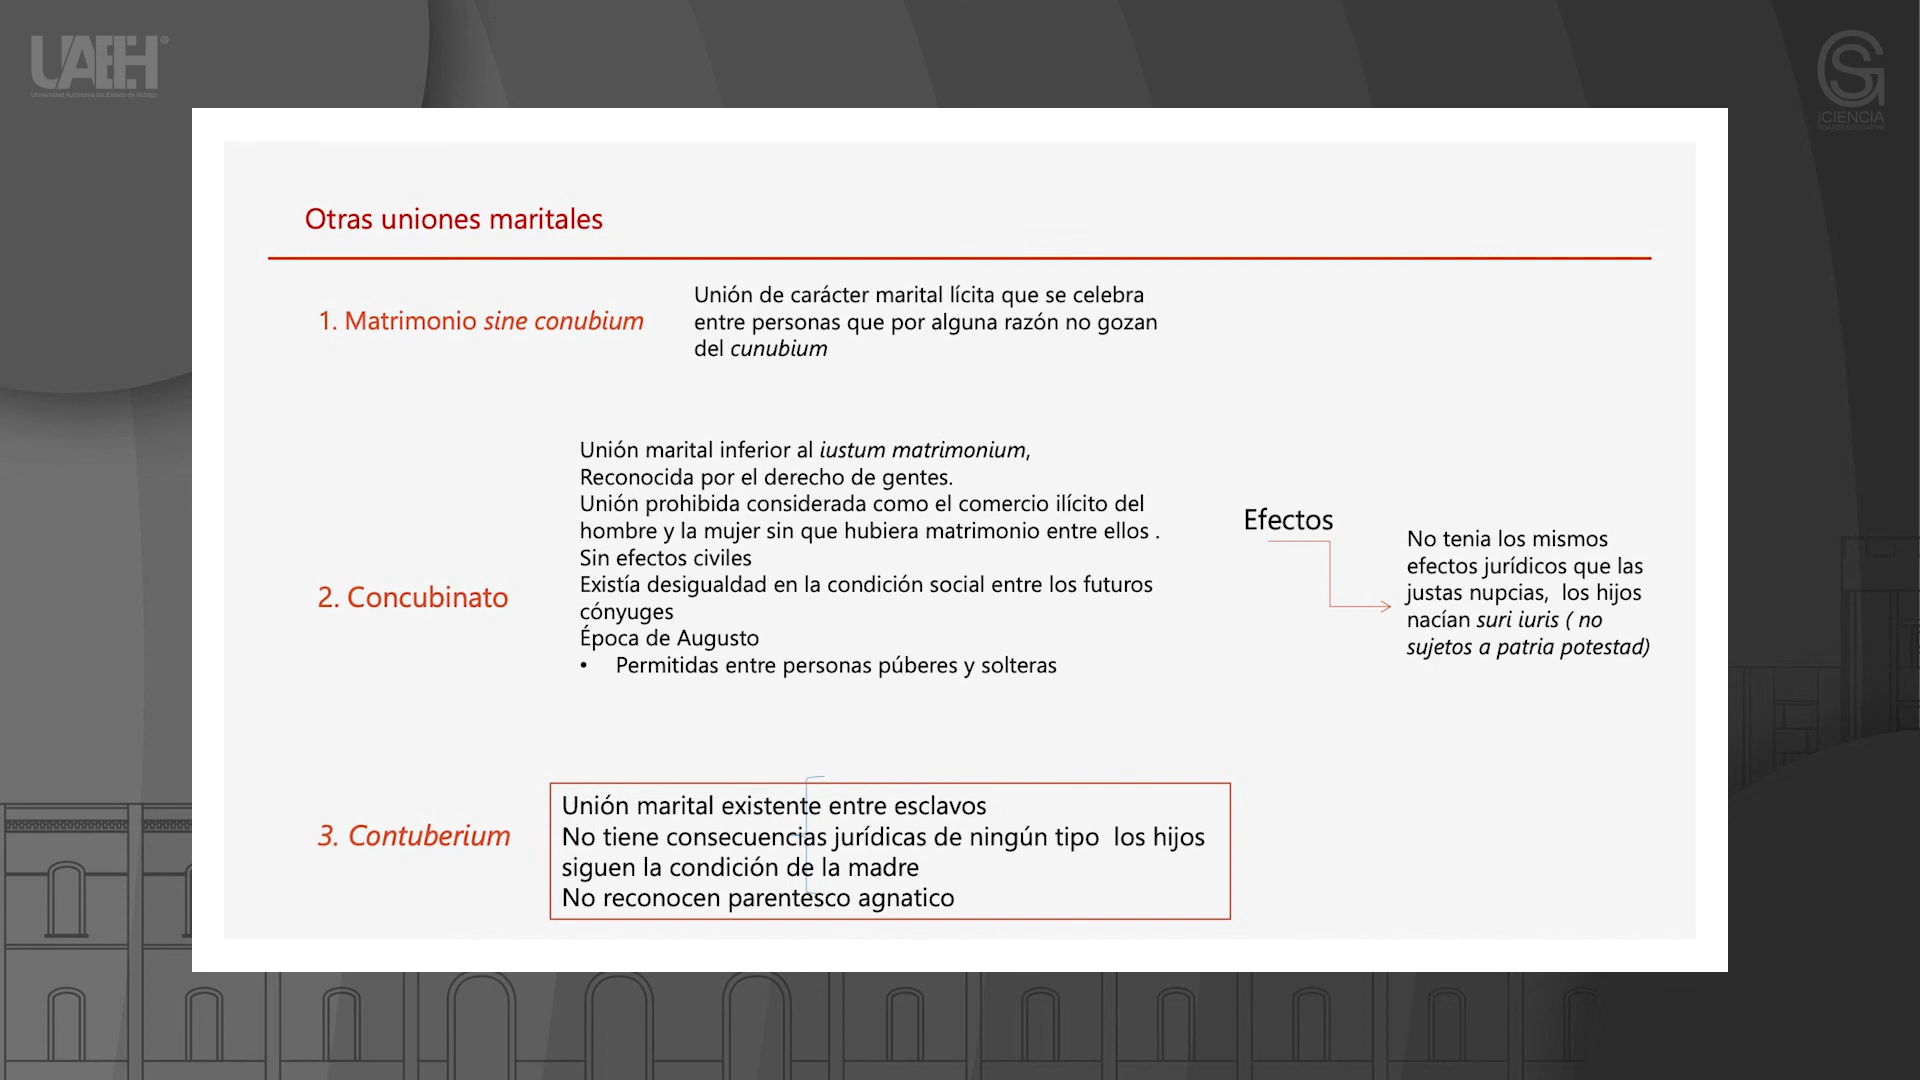 UAEH
Universidad Autónoma del Estado de Hidalgo
CIENCIA
Otras uniones maritales
1. Matrimonio sine conubium
Unión de carácter marital lícita que se celebra
entre personas que por alguna razón no gozan
del cunubium
2. Concubinato
Unión marital inferior al iustum matrimonium,
Reconocida por el derecho de gentes.
Unión prohibida considerada como el comercio ilícito del
hombre y la mujer sin que hubiera matrimonio entre ellos .
Sin efectos civiles
Existía desigualdad en la condición social entre los futuros
cónyuges
Época de Augusto
• Permitidas entre personas púberes y solteras
Efectos
No tenia los mismos
efectos jurídicos que las
justas nupcias, los hijos
nacían suri iuris ( no
sujetos a patria potestad)
3. Contuberium
Unión marital existente entre esclavos
No tiene consecuencias jurídicas de ningún tipo los hijos
siguen la condición de la madre
No reconocen parentesco agnatico